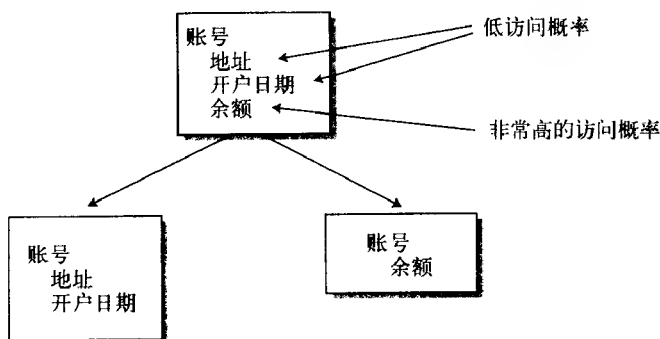 账号
地址
开户日期
余额
低访问概率
非常高的访问概率
账号
地址
开户日期
账号
余额